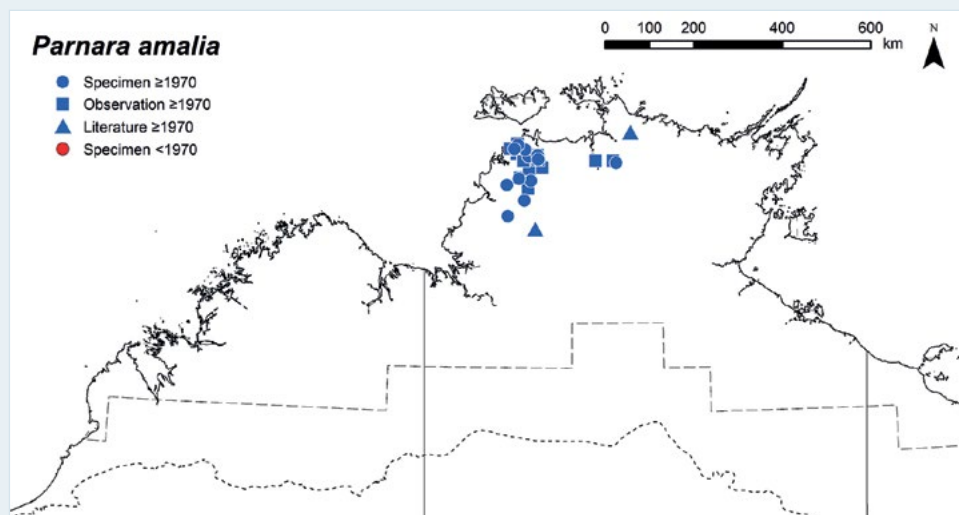 Parnara amalia
Specimen ≥1970
Observation ≥1970
Literature ≥1970
Specimen <1970
0 100 200 400 600
km
N